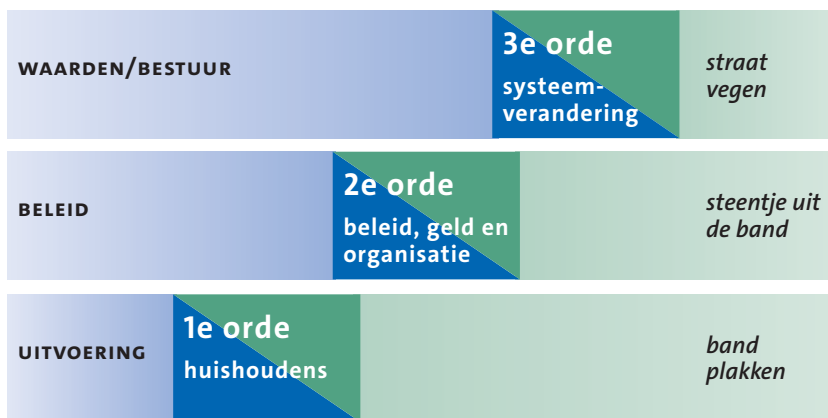 WAARDEN/BESTUUR
3e orde
systeem-
verandering
straat
vegen
BELEID
2e orde
beleid, geld en
organisatie
steentje uit
de band
UITVOERING
1e orde
huishoudens
band
plakken